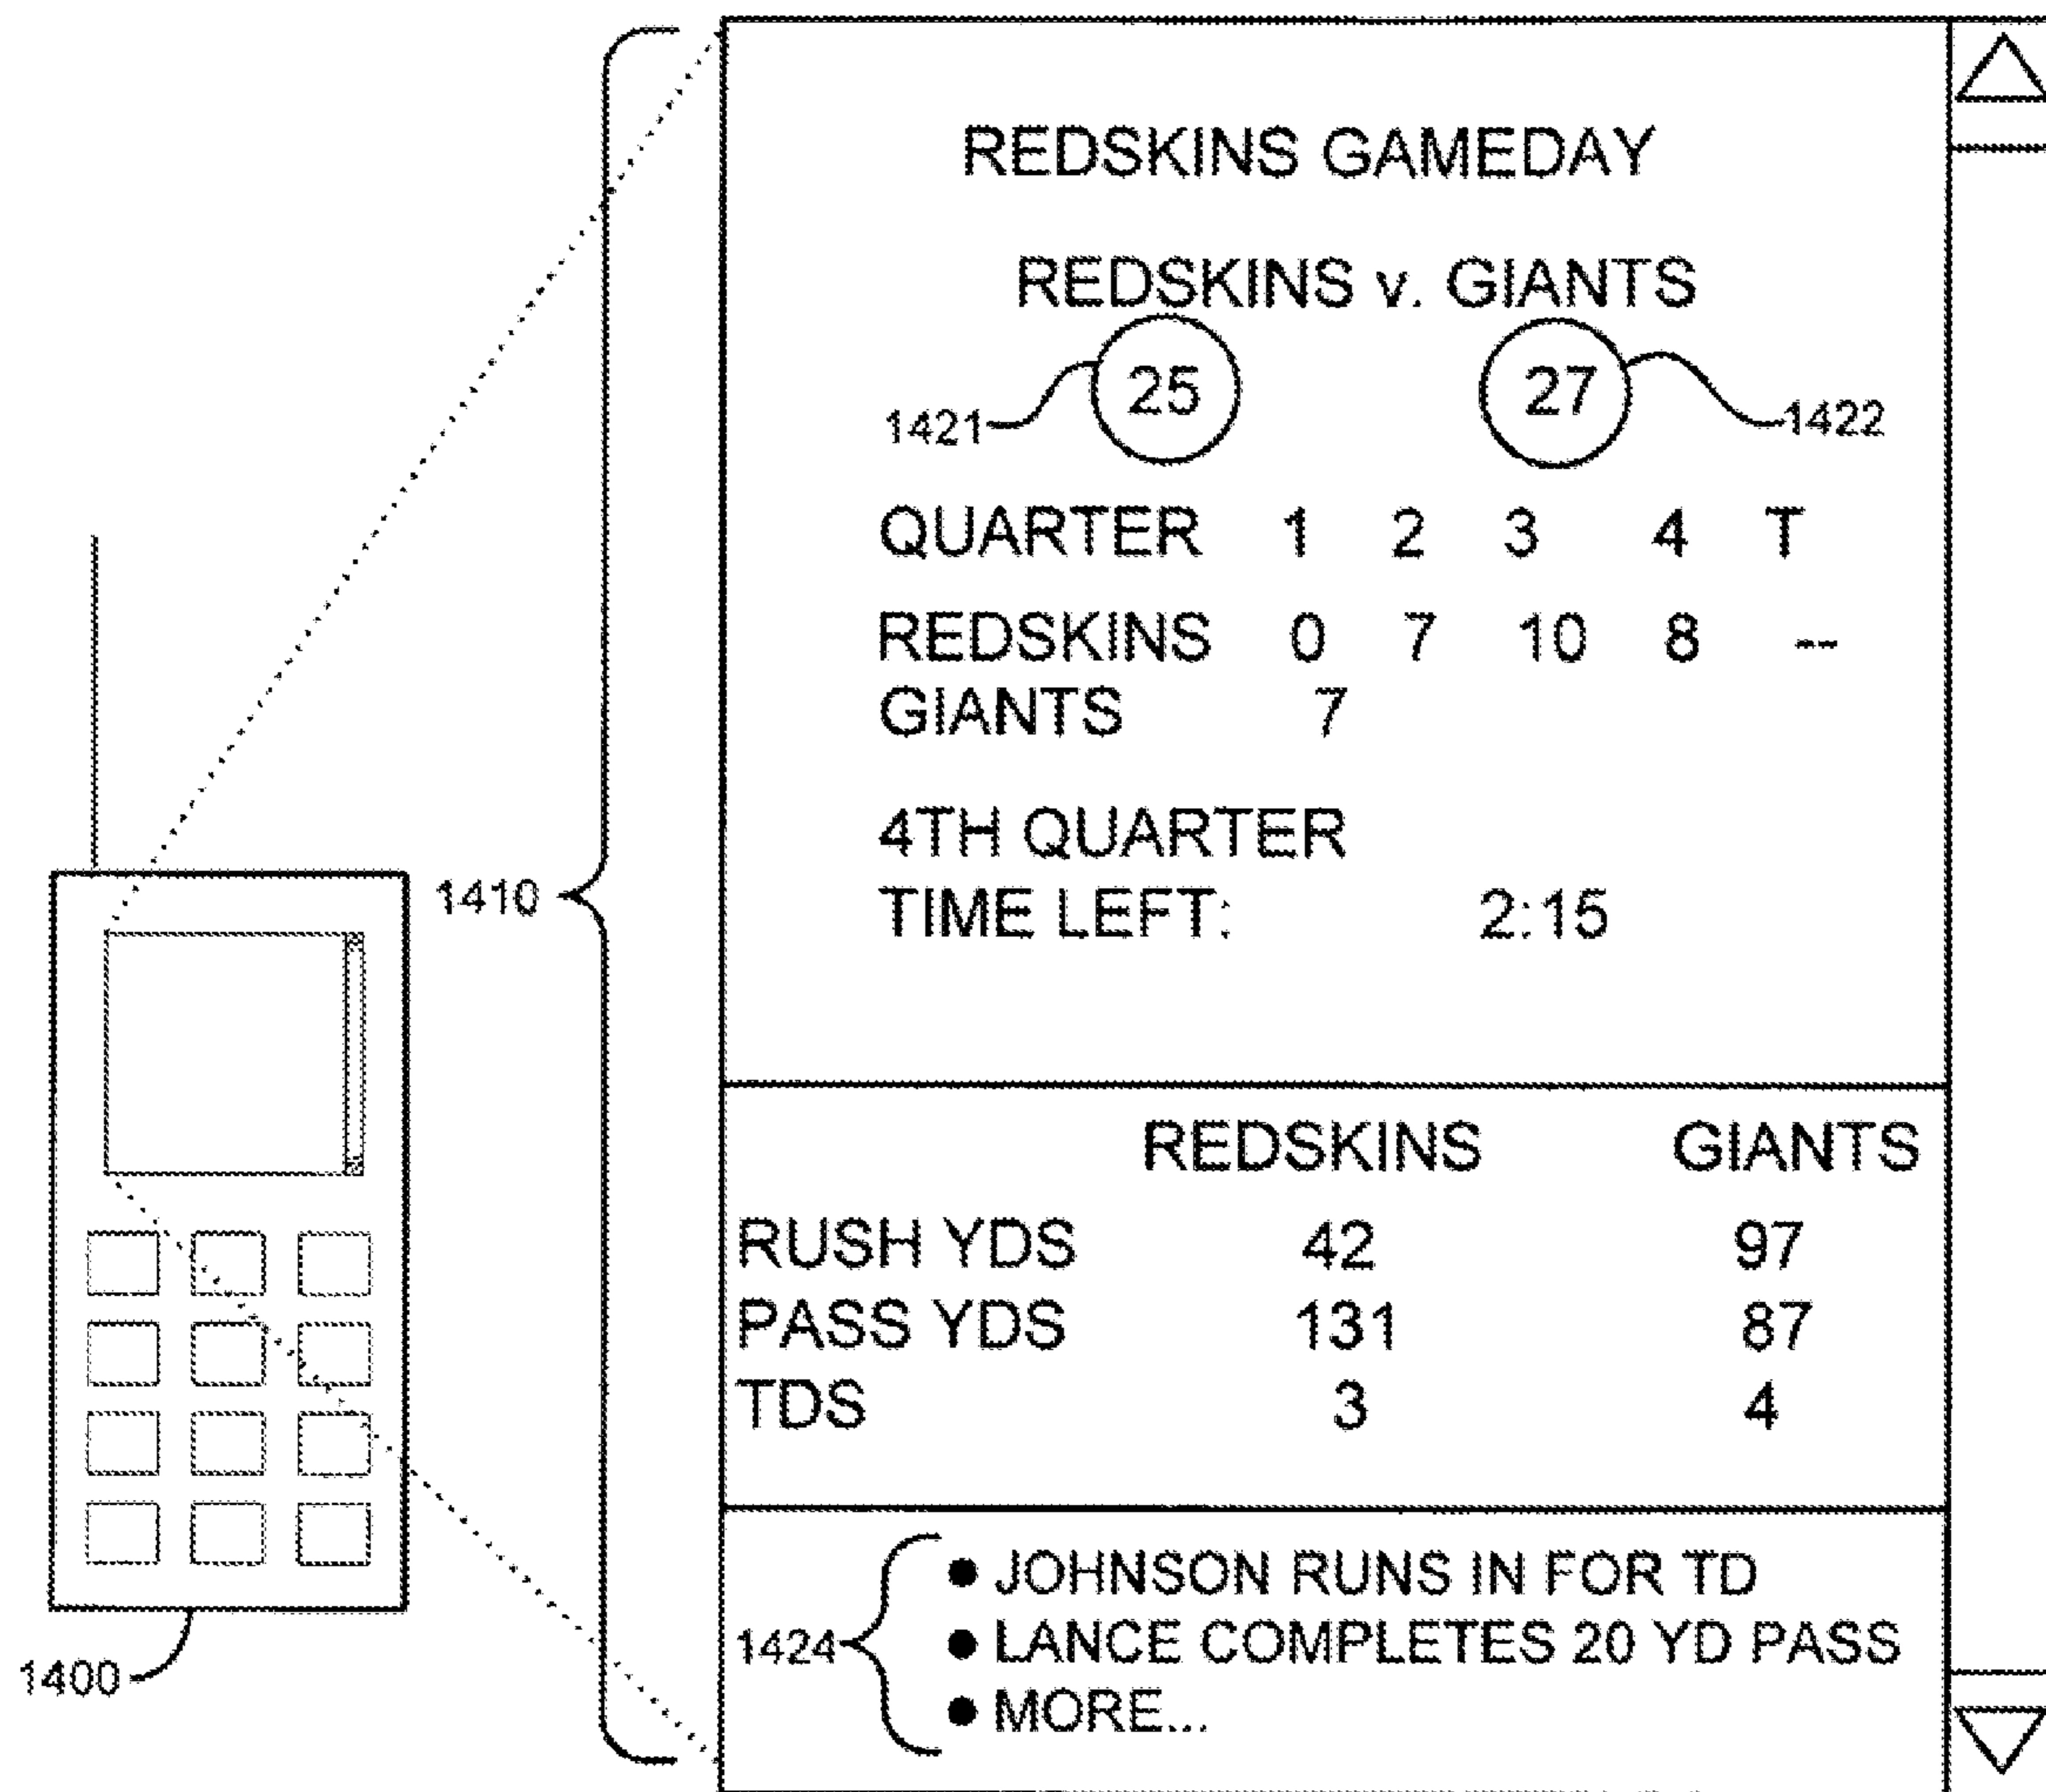 REDSKINS GAMEDAY
REDSKINS v. GIANTS
25 27
1421 1422
QUARTER 1 2 3 4 T
REDSKINS 0 7 10 8 --
GIANTS 7
4TH QUARTER
TIME LEFT: 2:15
1410
REDSKINS GIANTS
RUSH YDS 42 97
PASS YDS 131 87
TDS 3 4
1424
• JOHNSON RUNS IN FOR TD
• LANCE COMPLETES 20 YD PASS
• MORE...
1400